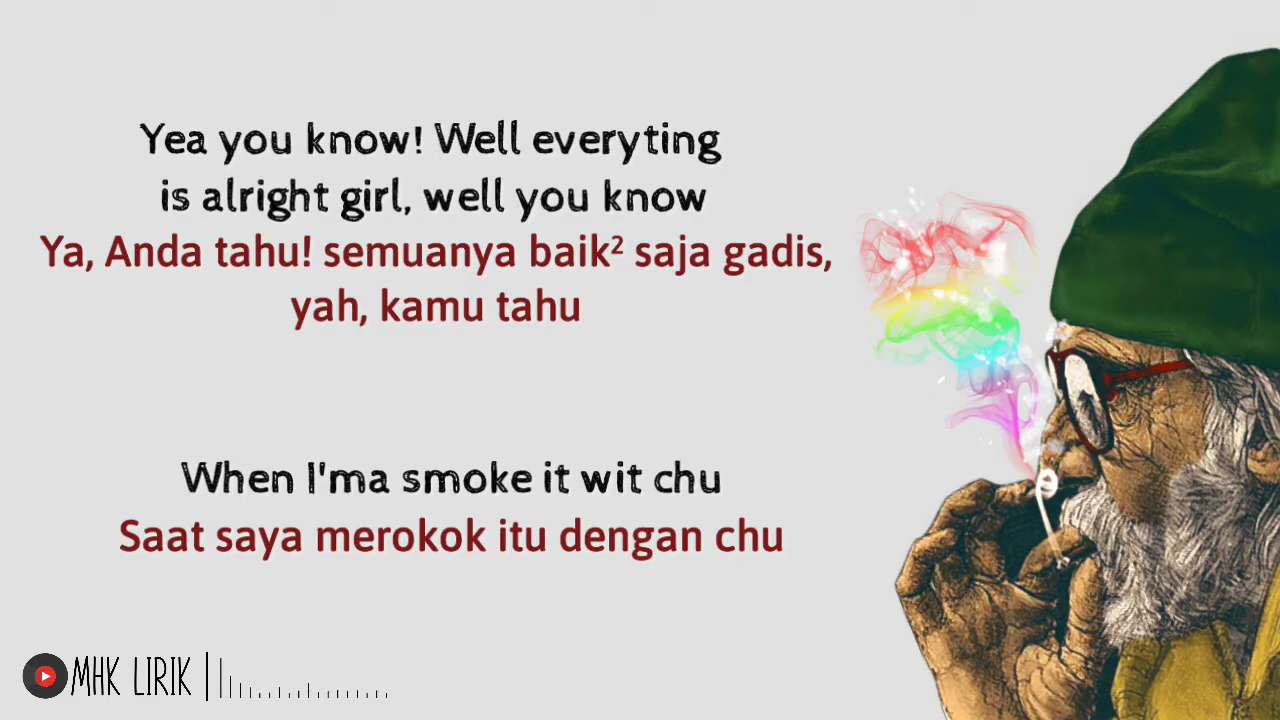 Yea you know! Well everyting
is alright girl, well you know
Ya, Anda tahu! semuanya baik² saja gadis,
yah, kamu tahu
When I'ma smoke it wit chu
Saat saya merokok itu dengan chu
MHK LIRIK